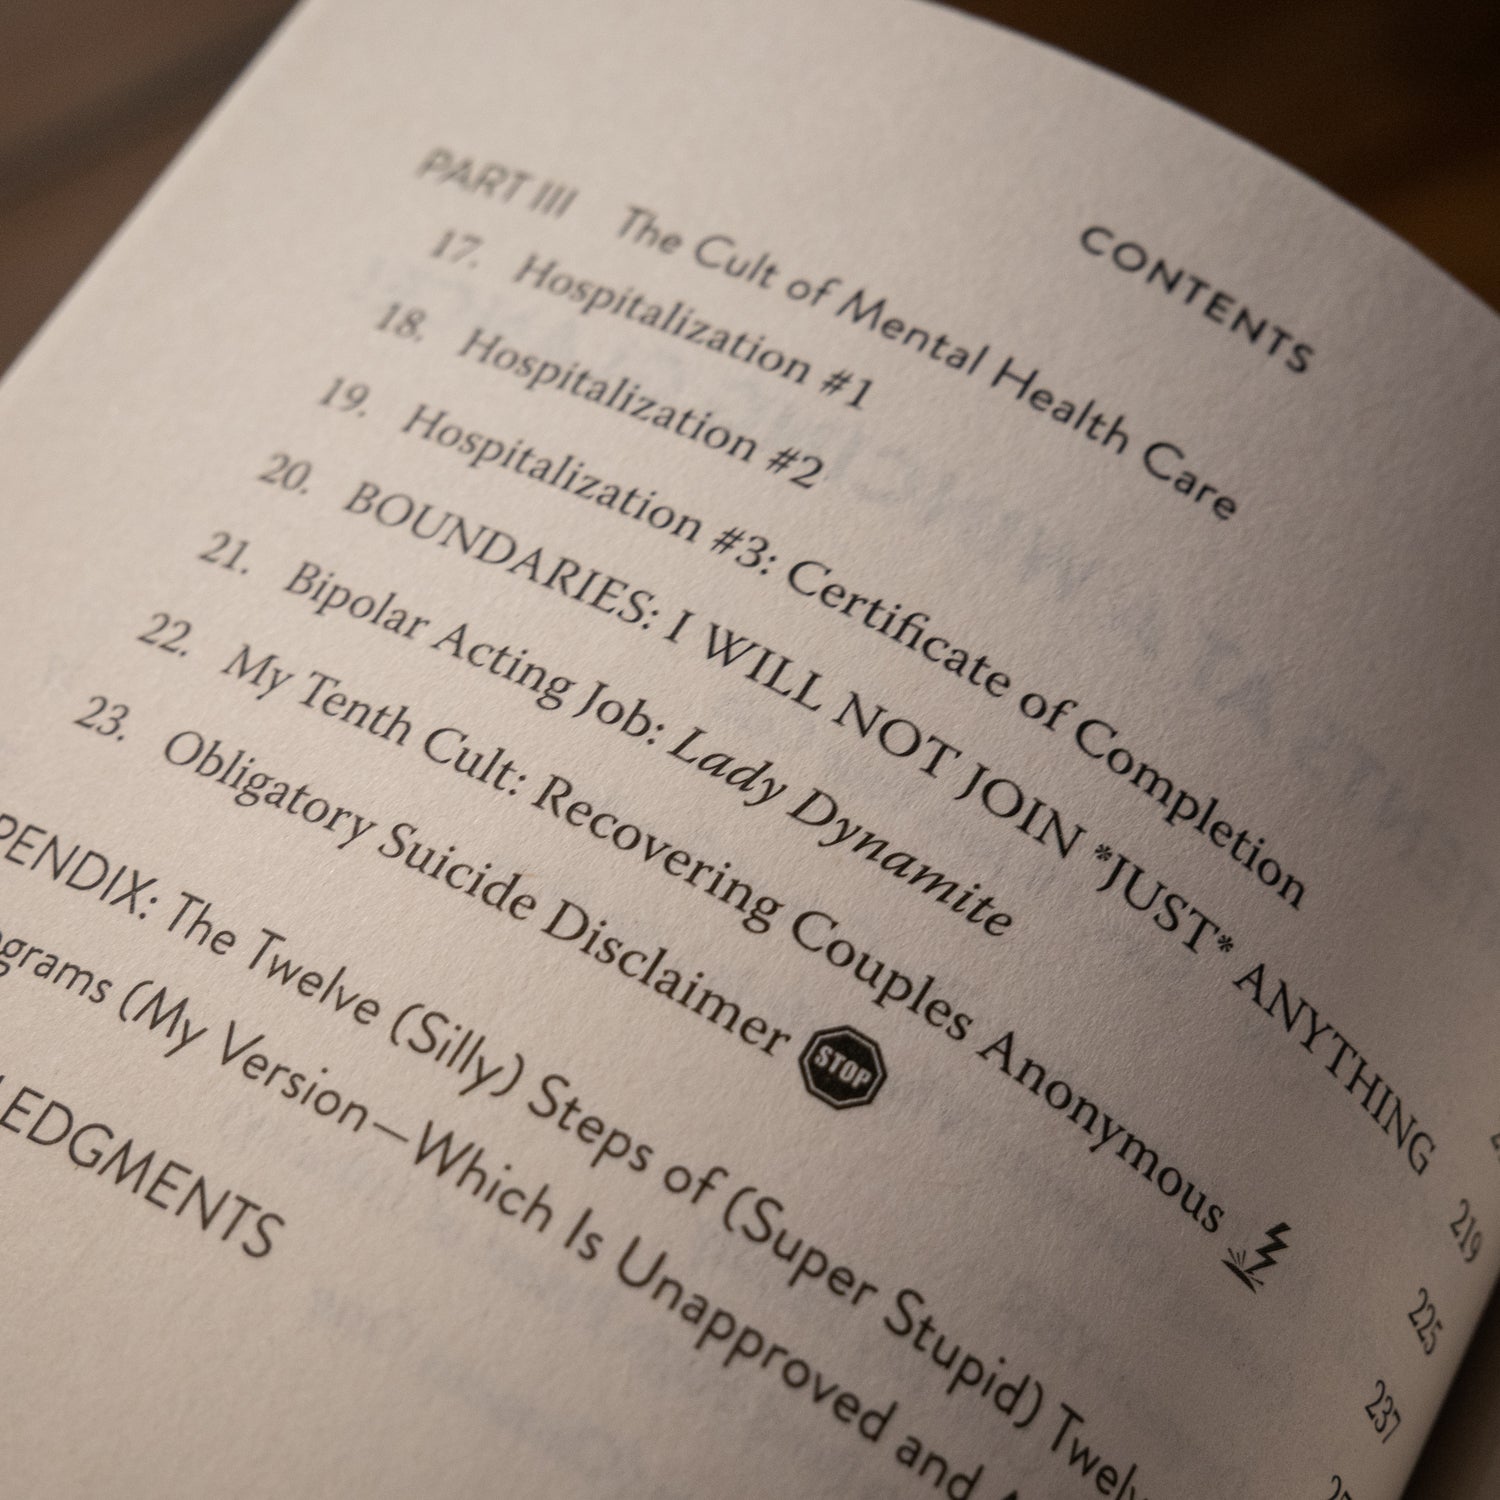 CONTENTS
PART III The Cult of Mental Health Care
17. Hospitalization #1
18. Hospitalization #2
19. Hospitalization #3: Certificate of Completion
20. BOUNDARIES: I WILL NOT JOIN *JUST* ANYTHING
21. Bipolar Acting Job: Lady Dynamite 219
22. My Tenth Cult: Recovering Couples Anonymous 225
23. Obligatory Suicide Disclaimer STOP 237
PENDIX: The Twelve (Silly) Steps of (Super Stupid) Twel
grams (My Version—Which Is Unapproved and
LEDGMENTS